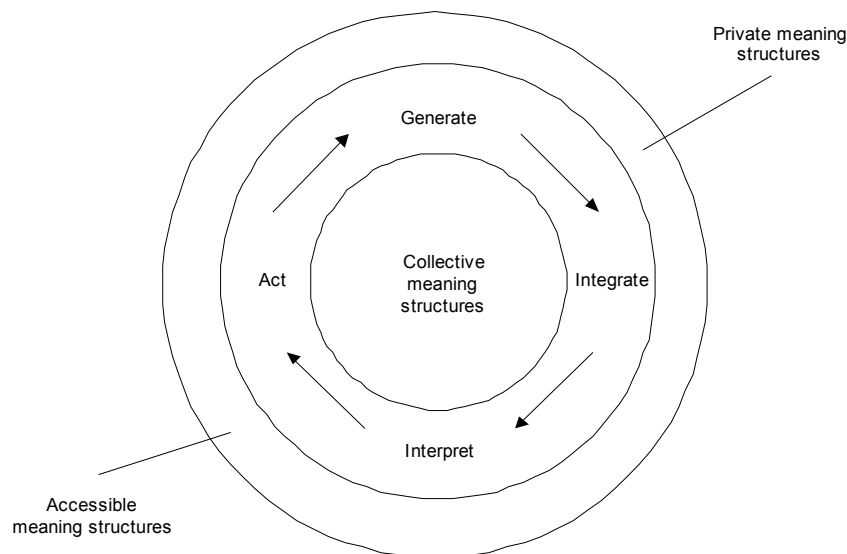 Private meaning
structures
Generate
Collective
meaning
structures
Act
Integrate
Interpret
Accessible
meaning structures